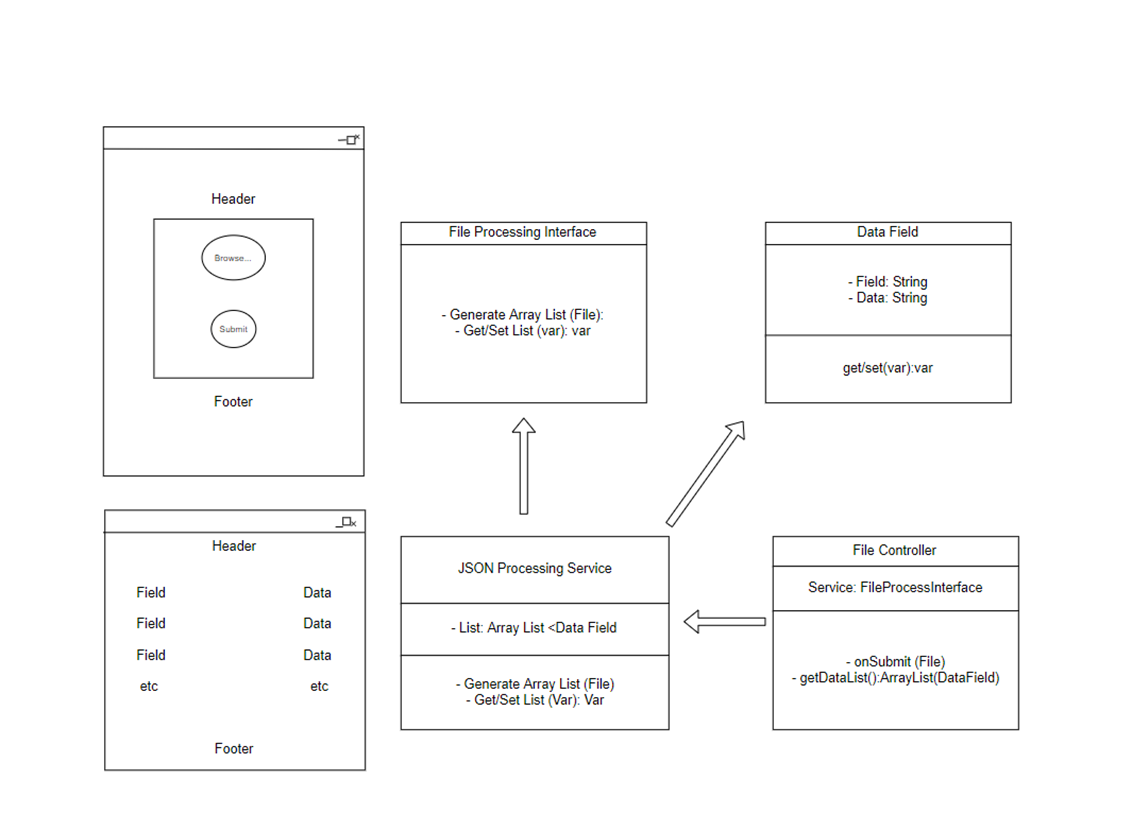 Header
Browse...
Submit
Footer
Header
Field Data
Field Data
Field Data
etc etc
Footer
File Processing Interface
- Generate Array List (File):
- Get/Set List (var): var
Data Field
- Field: String
- Data: String
get/set(var):var
JSON Processing Service
- List: Array List <Data Field
- Generate Array List (File)
- Get/Set List (Var): Var
File Controller
Service: FileProcessInterface
- onSubmit (File)
- getDataList():ArrayList(DataField)